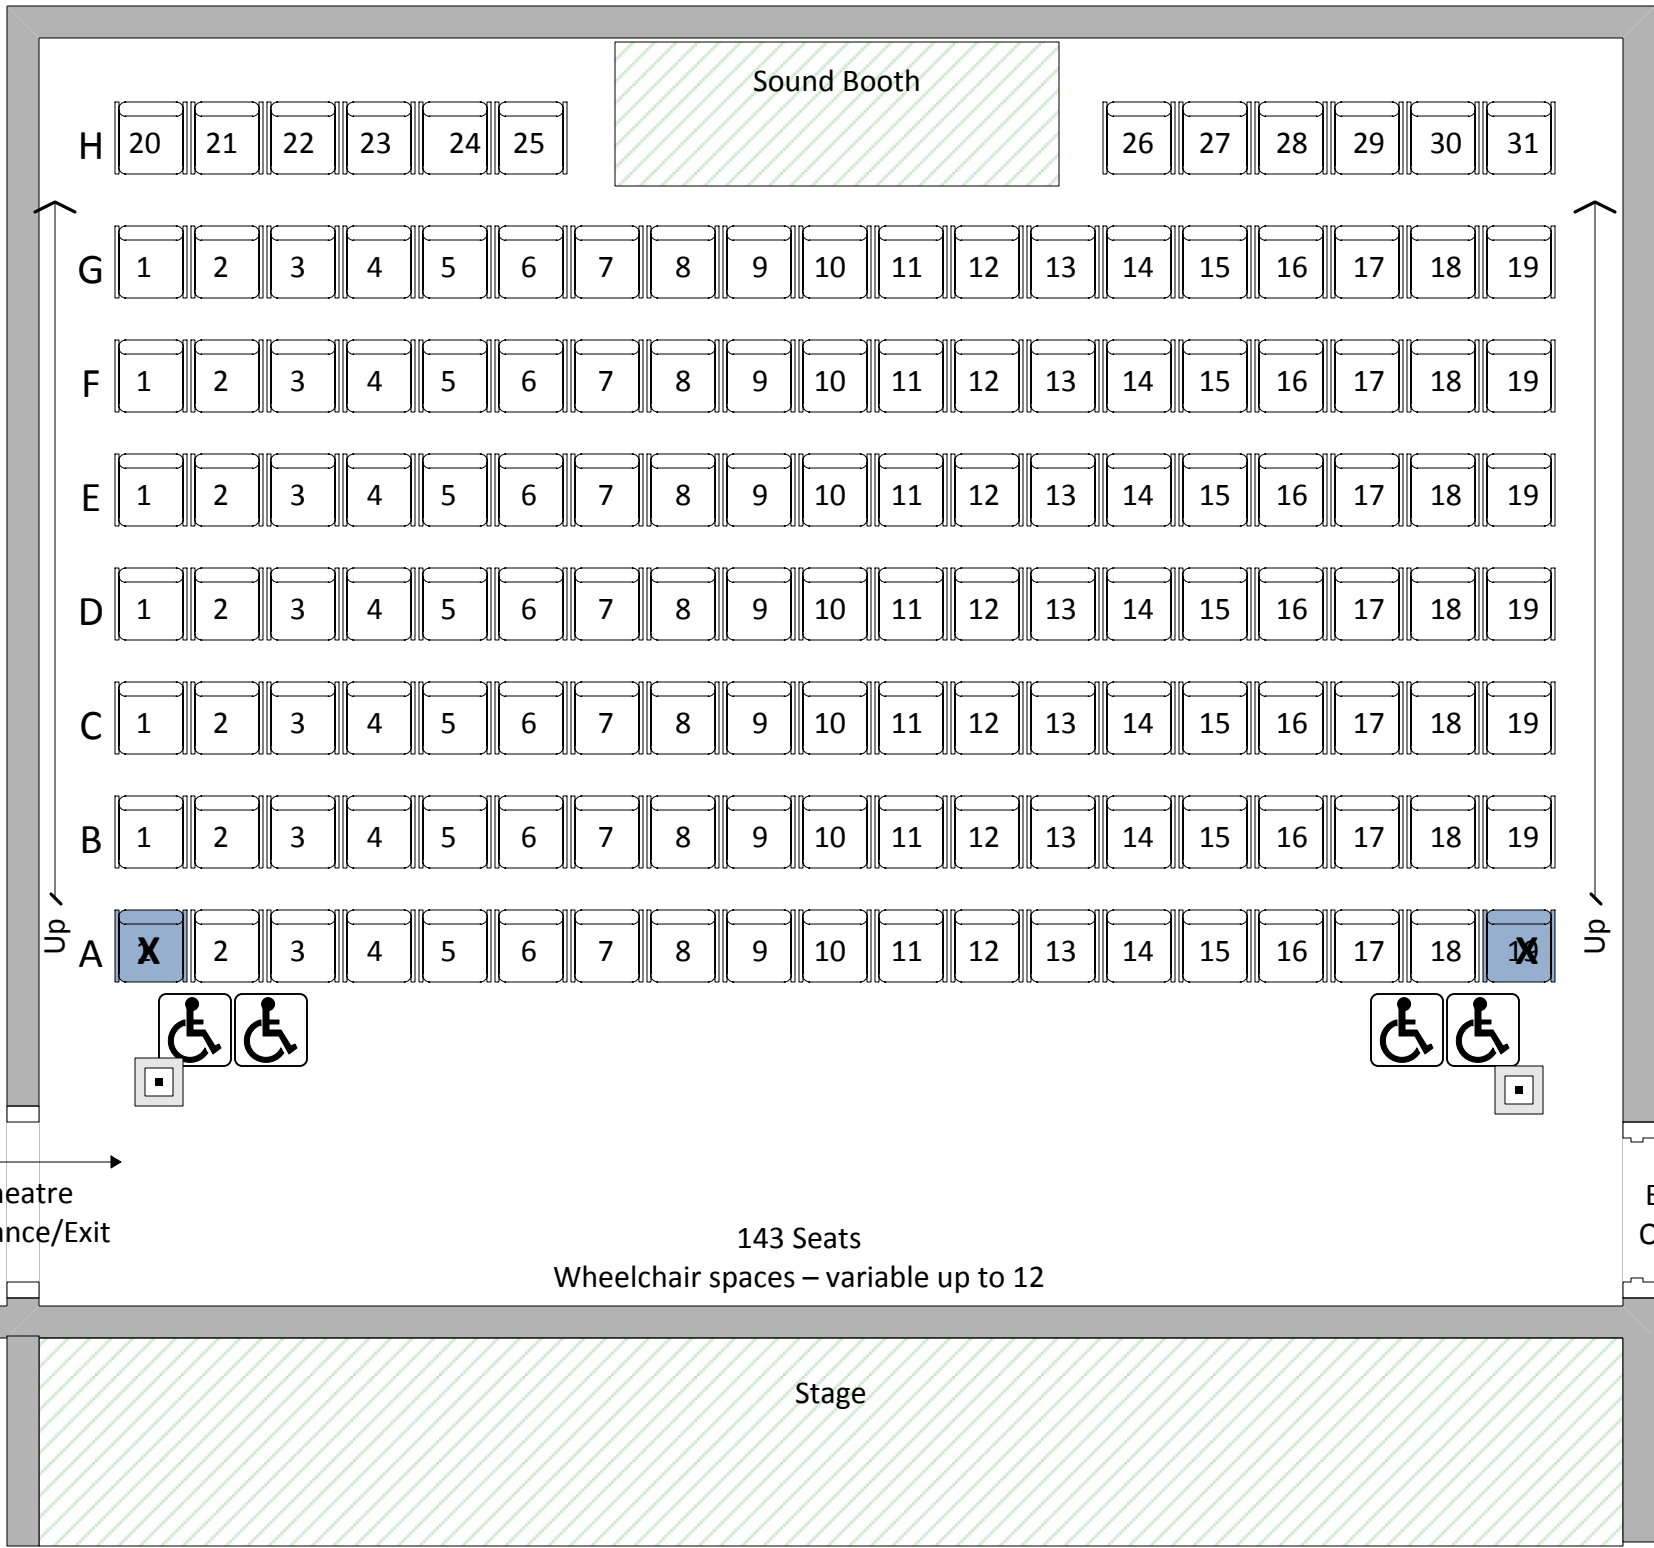 Sound Booth
H 20 21 22 23 24 25 26 27 28 29 30 31
G 1 2 3 4 5 6 7 8 9 10 11 12 13 14 15 16 17 18 19
F 1 2 3 4 5 6 7 8 9 10 11 12 13 14 15 16 17 18 19
E 1 2 3 4 5 6 7 8 9 10 11 12 13 14 15 16 17 18 19
D 1 2 3 4 5 6 7 8 9 10 11 12 13 14 15 16 17 18 19
C 1 2 3 4 5 6 7 8 9 10 11 12 13 14 15 16 17 18 19
B 1 2 3 4 5 6 7 8 9 10 11 12 13 14 15 16 17 18 19
Up A X 2 3 4 5 6 7 8 9 10 11 12 13 14 15 16 17 18 19 X Up
eatre
nce/Exit
143 Seats
Wheelchair spaces – variable up to 12
Stage